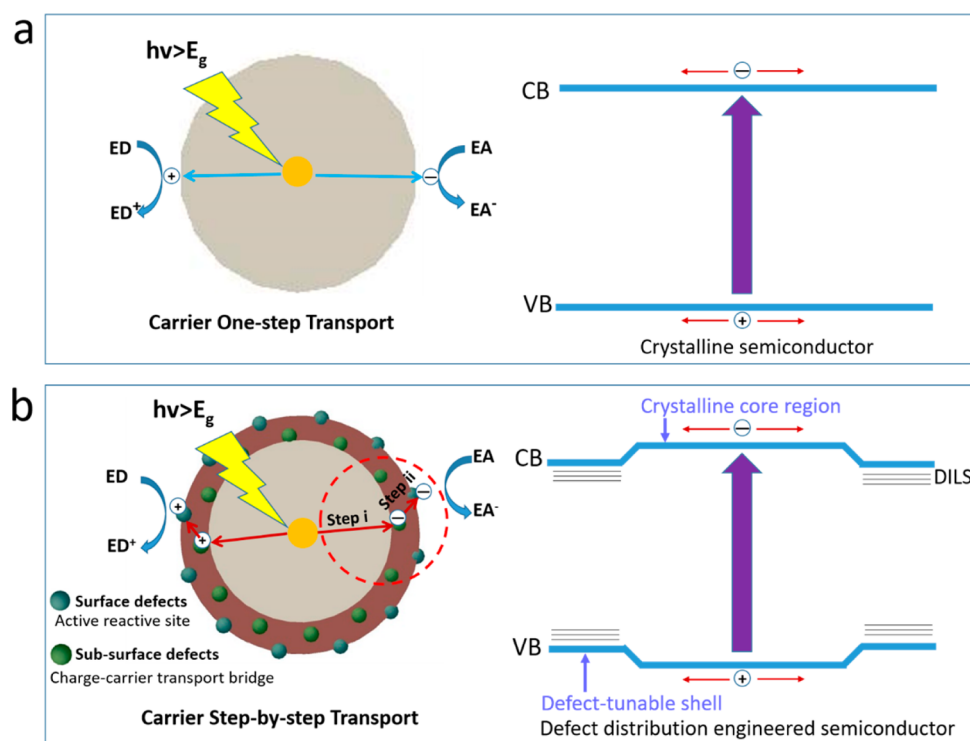 a
hv>Eg
ED
ED+
+
−
EA
EA-
Carrier One-step Transport
CB
−
VB
+
Crystalline semiconductor
b
hv>Eg
ED
ED+
+
+
Step i
Step ii
−
−
EA
EA-
Surface defects
Active reactive site
Sub-surface defects
Charge-carrier transport bridge
Carrier Step-by-step Transport
Crystalline core region
−
CB
DILS
VB
+
Defect-tunable shell
Defect distribution engineered semiconductor